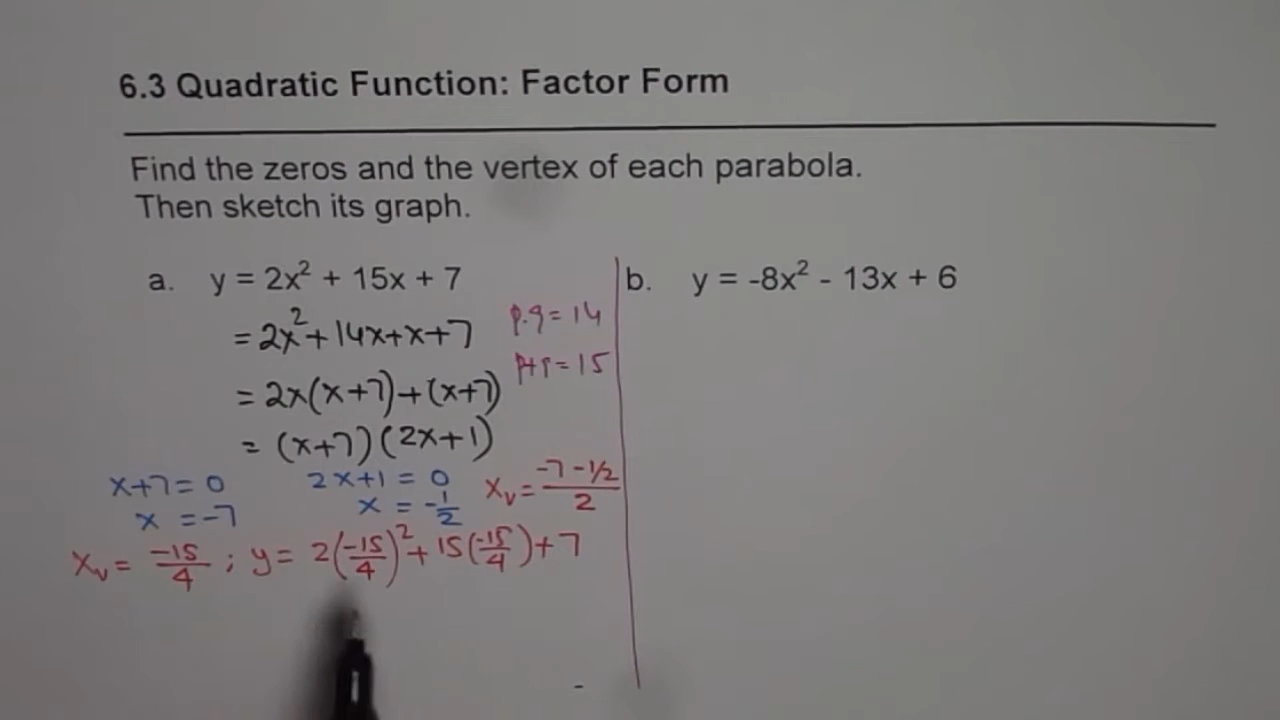 6.3 Quadratic Function: Factor Form
Find the zeros and the vertex of each parabola.
Then sketch its graph.
a. y = 2x² + 15x + 7
= 2x² + 14x + x + 7
p.q = 14
= 2x(x+7)+(x+7)
p+q = 15
= (x+7)(2x+1)
x+7 = 0
2x+1 = 0
x = -7
x = -1/2
xᵥ = (-7 - 1/2)/2
xᵥ = -15/4 ; y = 2(-15/4)² + 15(-15/4) + 7
b. y = -8x² - 13x + 6